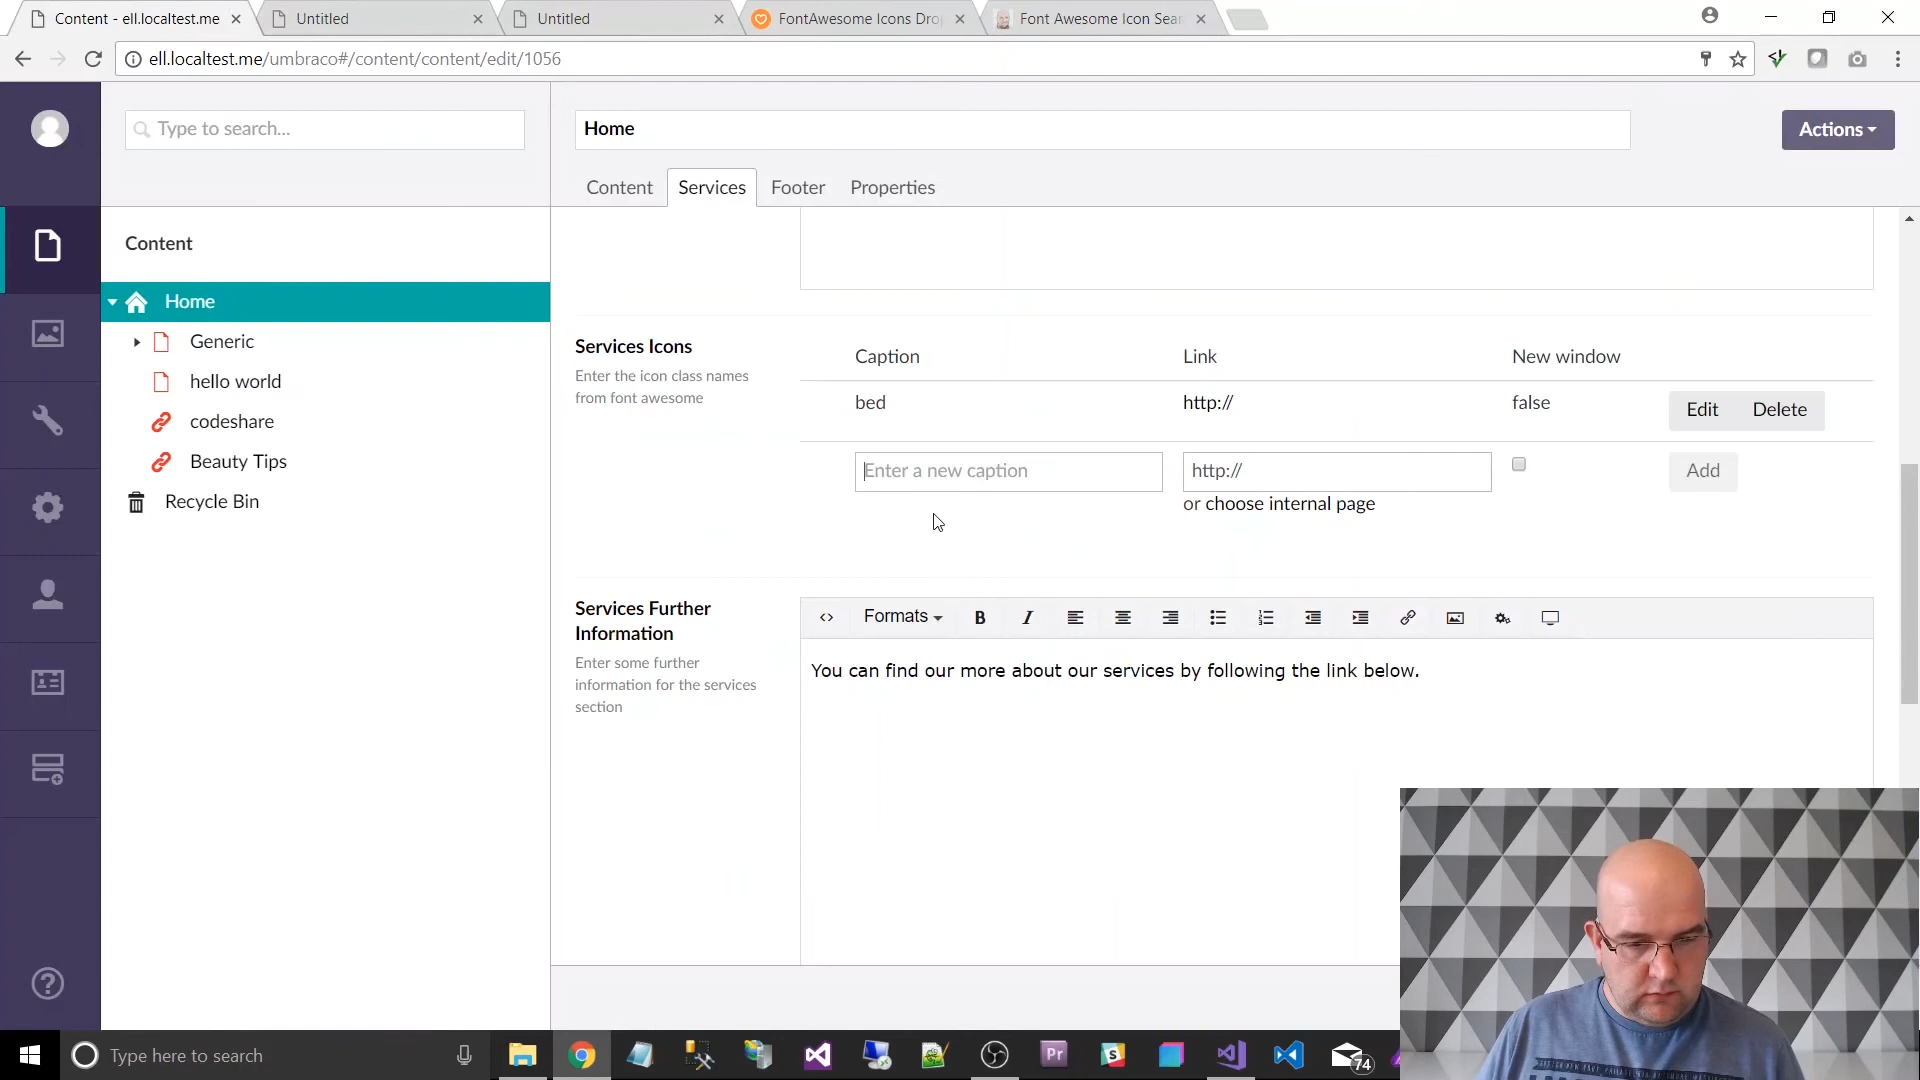 Content - ell.localtest.me
Untitled
Untitled
FontAwesome Icons Dro
Font Awesome Icon Sear
ell.localtest.me/umbraco#/content/content/edit/1056
Type to search...
Home
Actions
Content
Services
Footer
Properties
Content
Home
Generic
hello world
codeshare
Beauty Tips
Recycle Bin
Services Icons
Enter the icon class names
from font awesome
Caption
Link
New window
bed
http://
false
Edit
Delete
Enter a new caption
http://
Add
or choose internal page
Services Further
Information
Enter some further
information for the services
section
Formats
B
I
You can find our more about our services by following the link below.
Type here to search
Pr
S
74